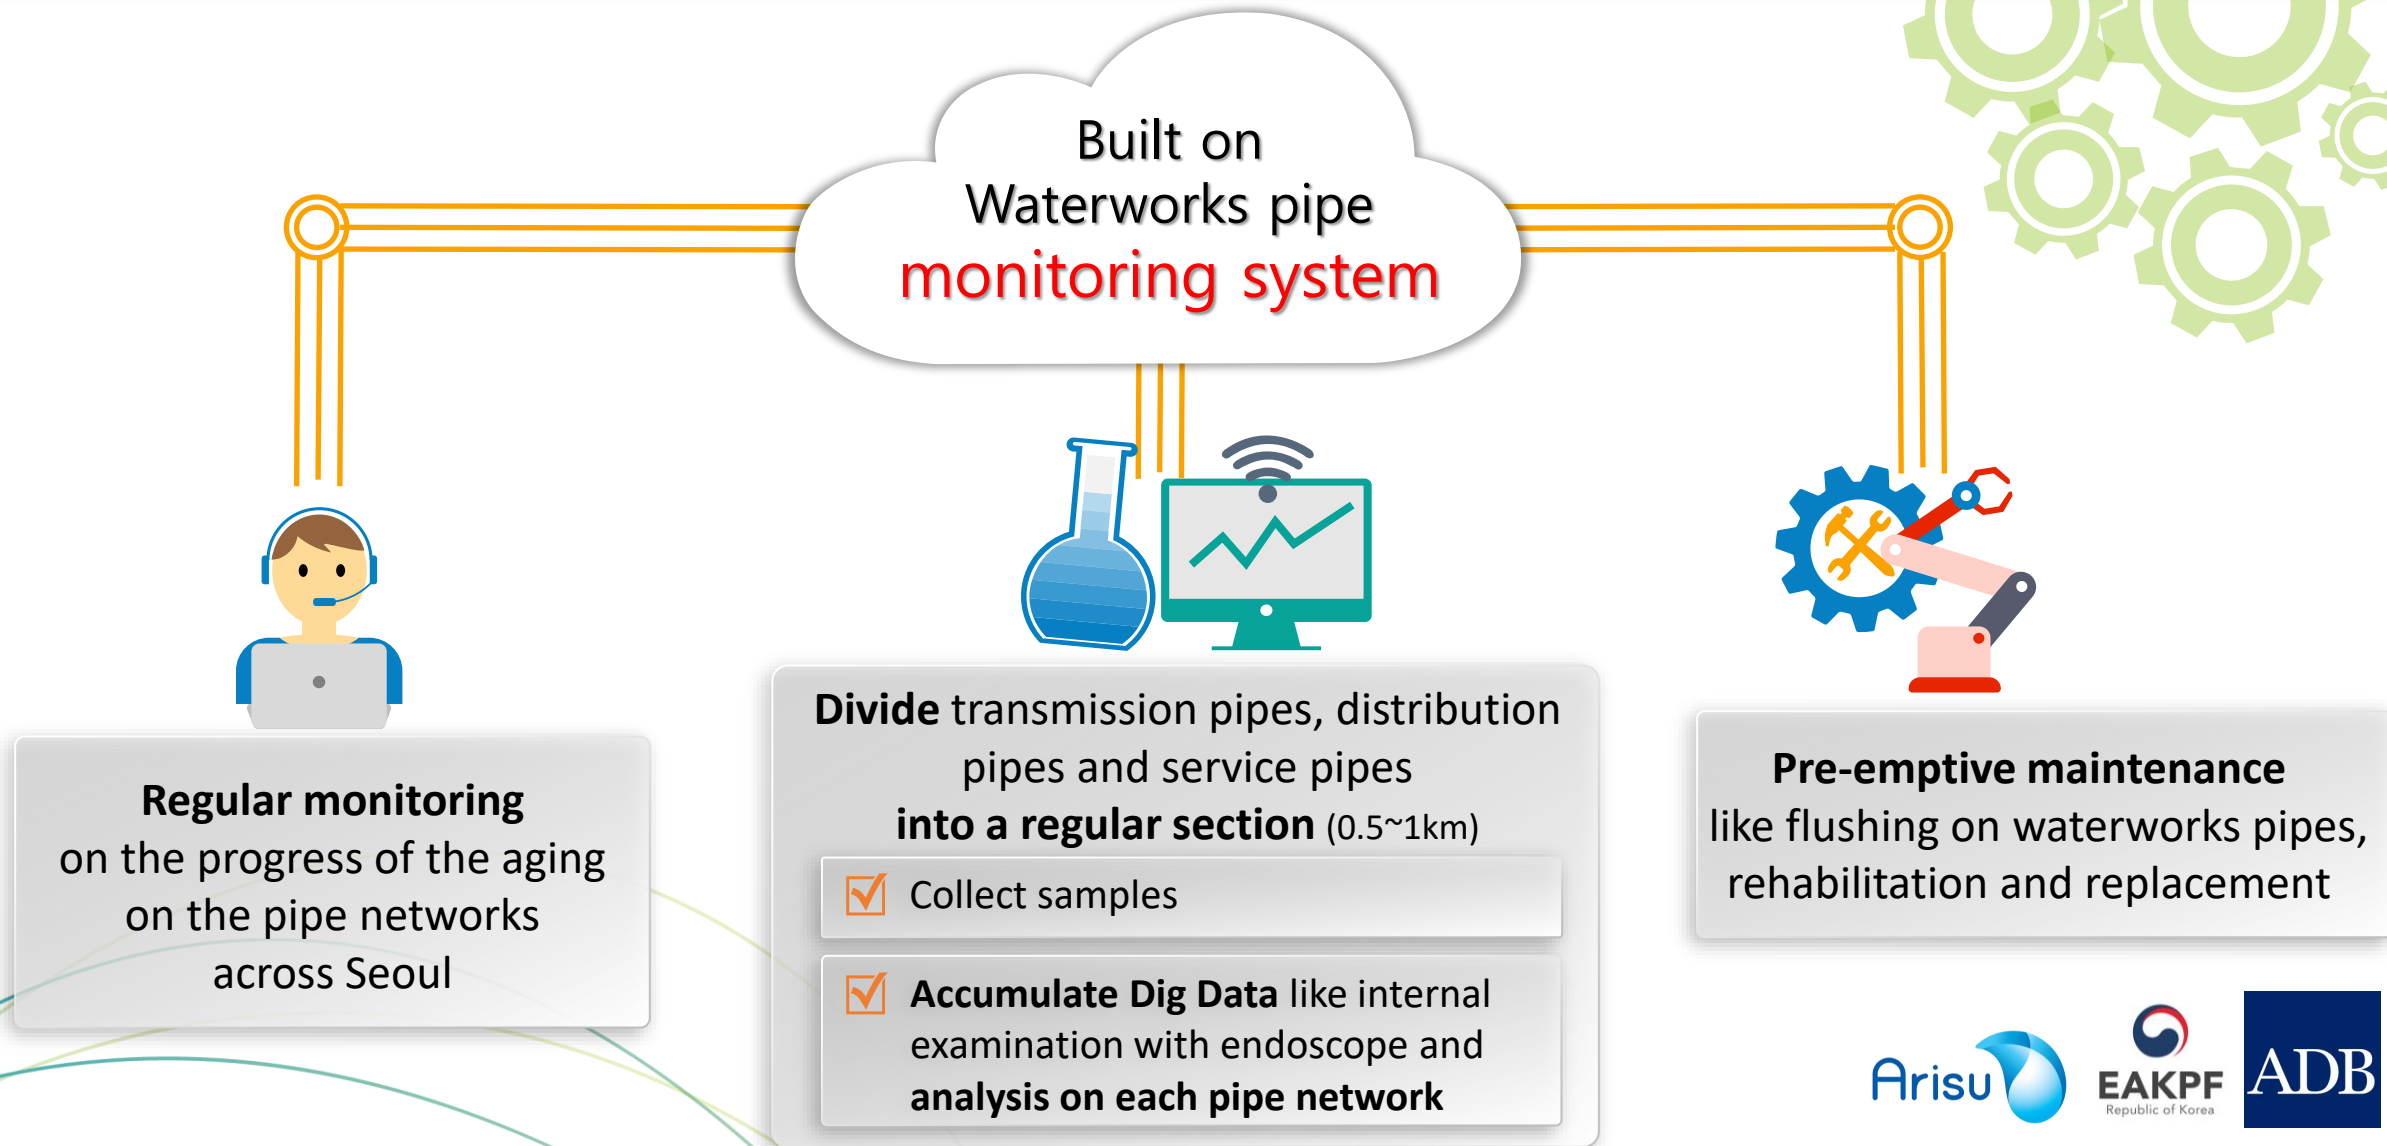 Built on
Waterworks pipe
monitoring system
Regular monitoring
on the progress of the aging
on the pipe networks
across Seoul
Divide transmission pipes, distribution
pipes and service pipes
into a regular section (0.5~1km)
Collect samples
Accumulate Dig Data like internal
examination with endoscope and
analysis on each pipe network
Pre-emptive maintenance
like flushing on waterworks pipes,
rehabilitation and replacement
Arisu
EAKPF
Republic of Korea
ADB